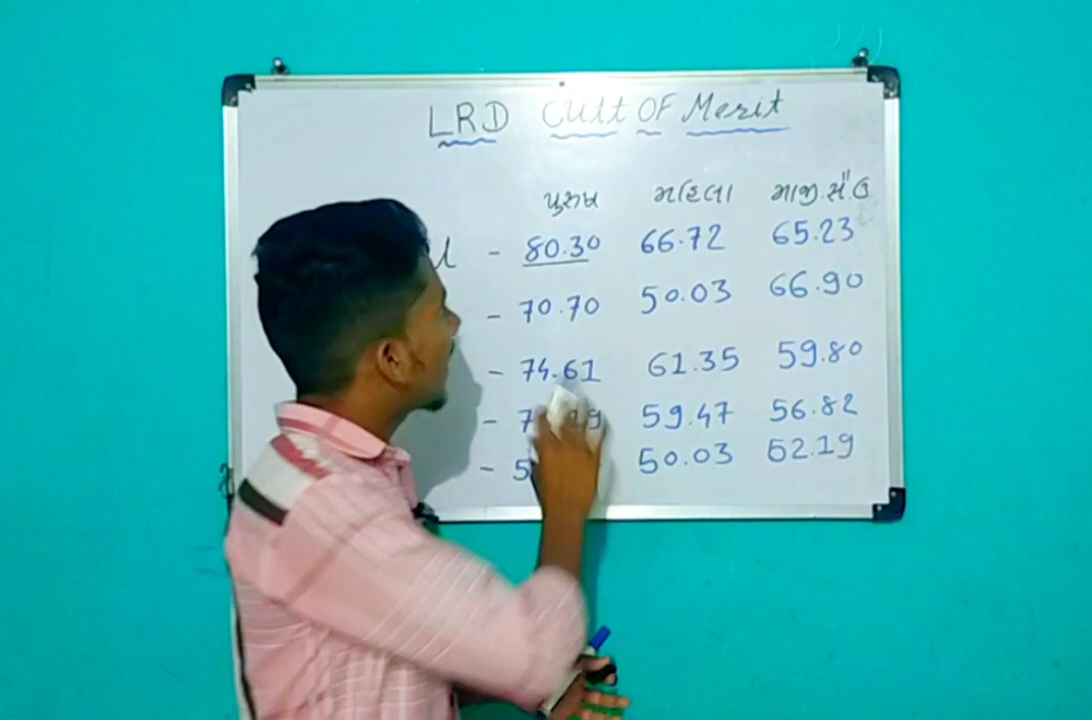 LRD Cutt OF Merit
પુરુષ મહિલા માજી.સૈ
- 80.30 66.72 65.23
- 70.70 50.03 66.90
- 74.61 61.35 59.80
- 59.47 56.82
- 50.03 62.19